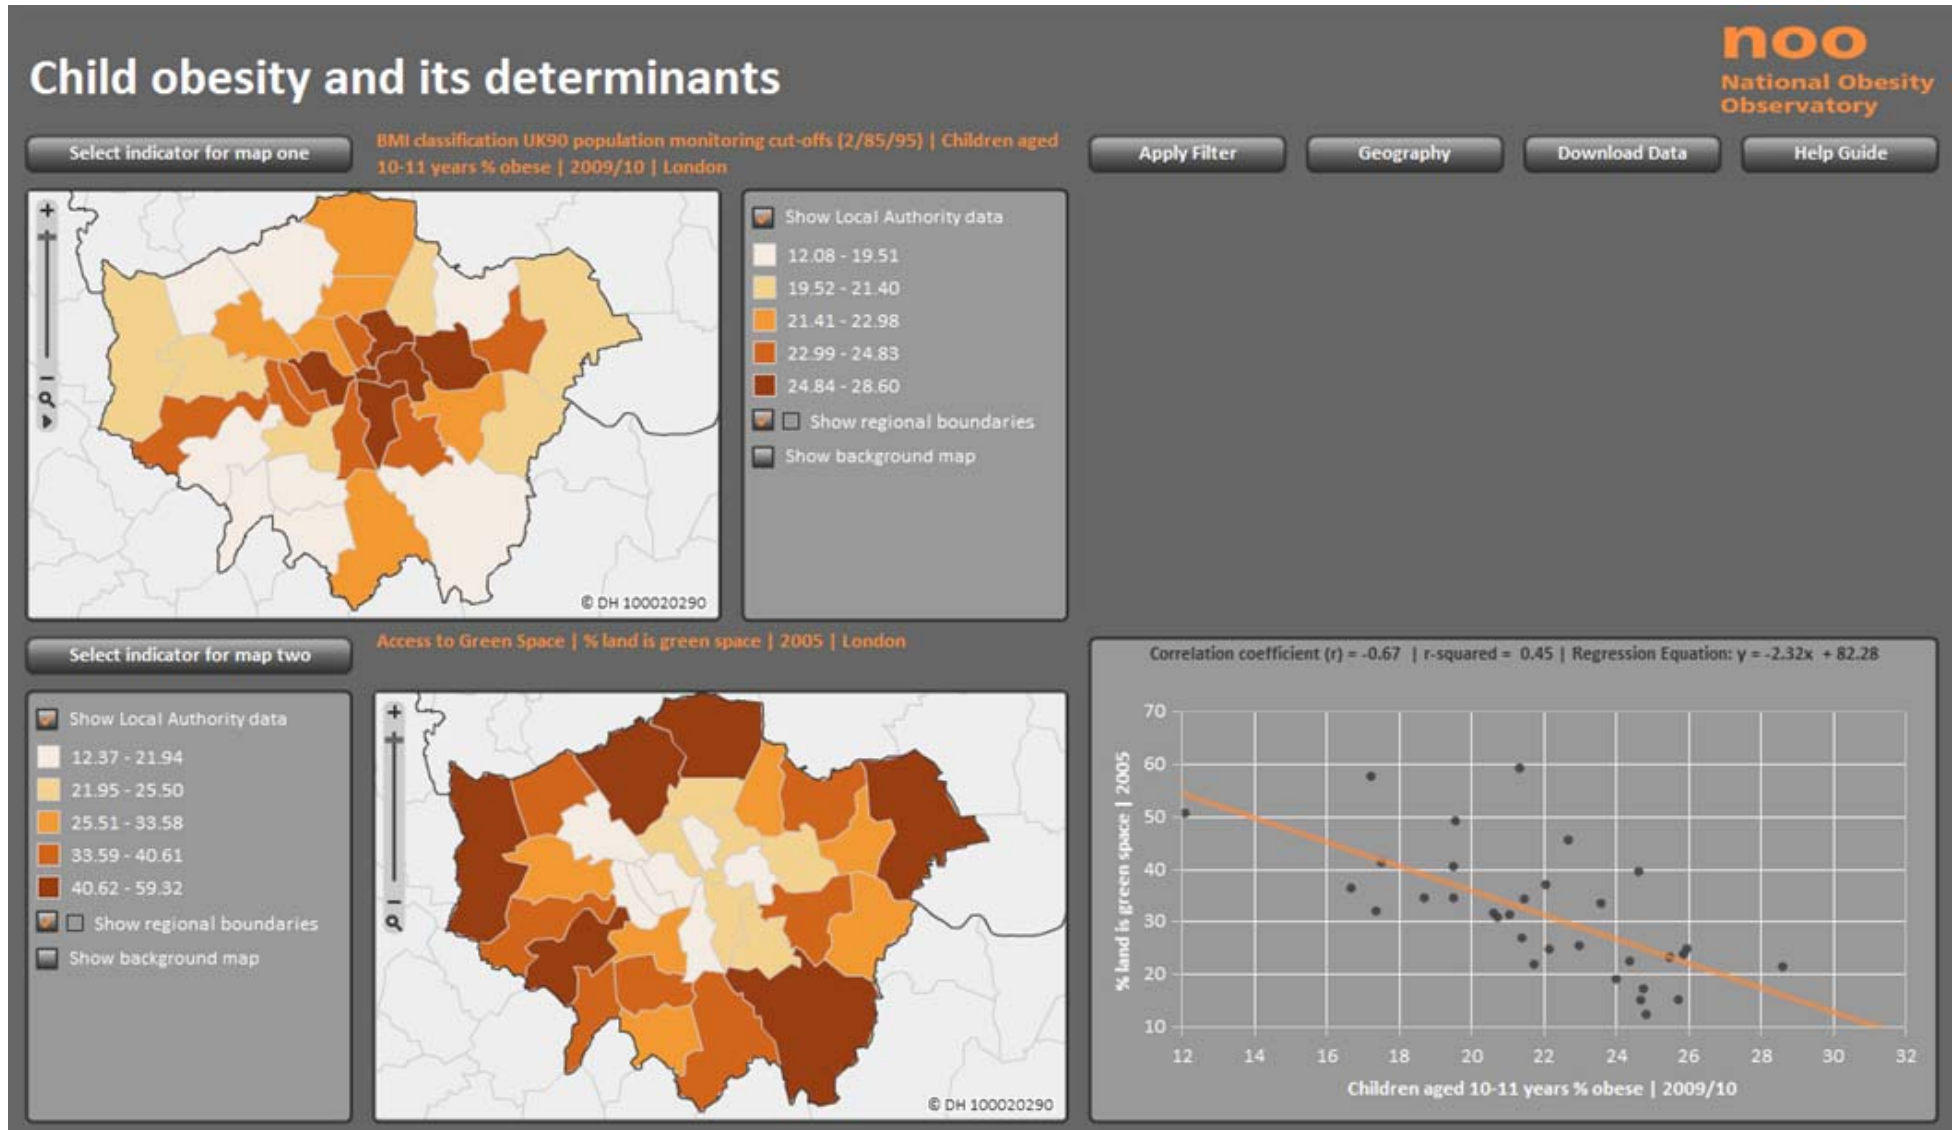 Child obesity and its determinants
noo
National Obesity
Observatory
Select indicator for map one
BMI classification UK90 population monitoring cut-offs (2/85/95) | Children aged
10-11 years % obese | 2009/10 | London
Apply Filter
Geography
Download Data
Help Guide
+
−
© DH 100020290
Show Local Authority data
12.08 - 19.51
19.52 - 21.40
21.41 - 22.98
22.99 - 24.83
24.84 - 28.60
Show regional boundaries
Show background map
Select indicator for map two
Access to Green Space | % land is green space | 2005 | London
Show Local Authority data
12.37 - 21.94
21.95 - 25.50
25.51 - 33.58
33.59 - 40.61
40.62 - 59.32
Show regional boundaries
Show background map
+
−
© DH 100020290
Correlation coefficient (r) = -0.67 | r-squared = 0.45 | Regression Equation: y = -2.32x + 82.28
% land is green space | 2005
70
60
50
40
30
20
10
12 14 16 18 20 22 24 26 28 30 32
Children aged 10-11 years % obese | 2009/10